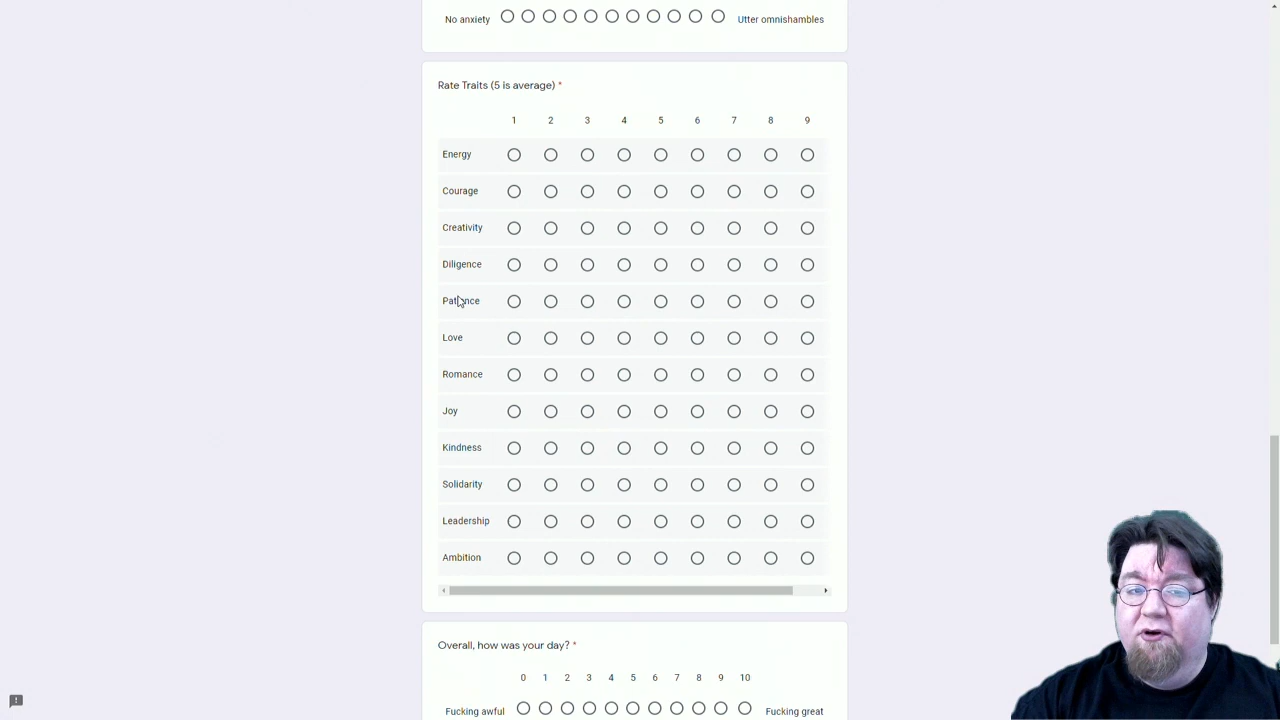 No anxiety Utter omnishambles
Rate Traits (5 is average) *
1 2 3 4 5 6 7 8 9
Energy
Courage
Creativity
Diligence
Patience
Love
Romance
Joy
Kindness
Solidarity
Leadership
Ambition
Overall, how was your day? *
0 1 2 3 4 5 6 7 8 9 10
Fucking awful Fucking great